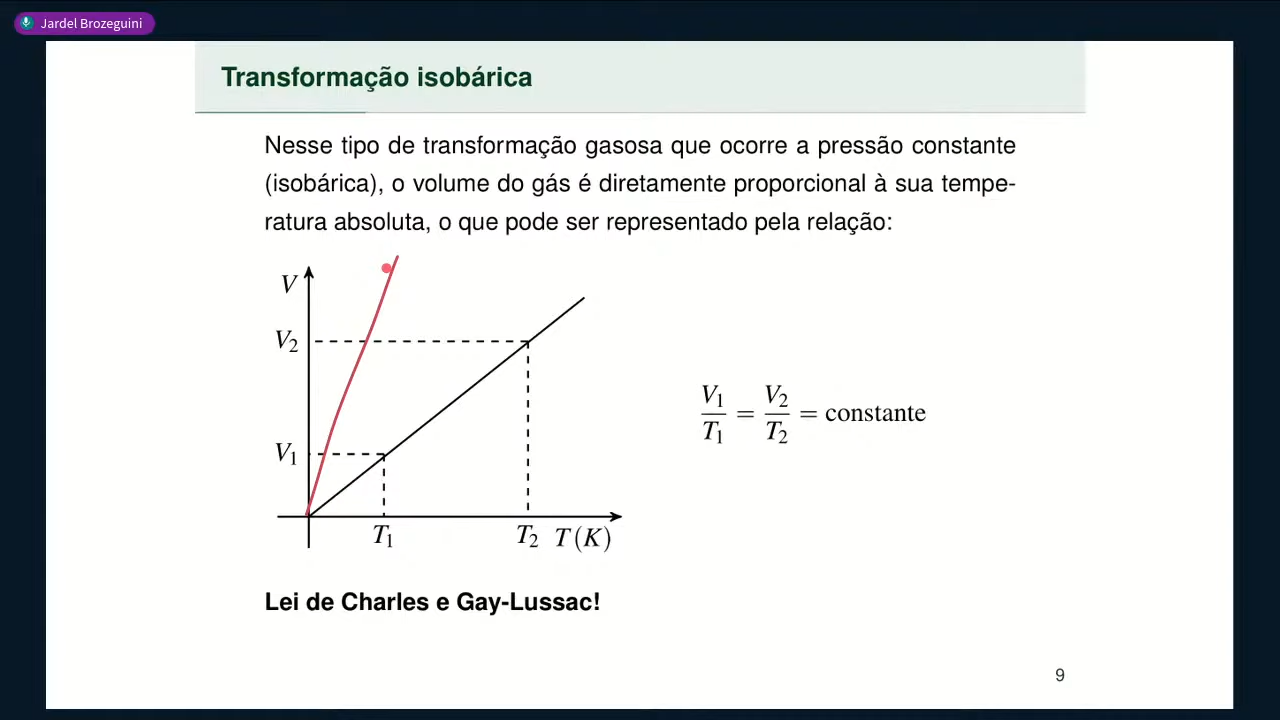 Jardel Brozeguini
Transformação isobárica
Nesse tipo de transformação gasosa que ocorre a pressão constante
(isobárica), o volume do gás é diretamente proporcional à sua tempe-
ratura absoluta, o que pode ser representado pela relação:
V
V2
V1
T1
T2
T (K)
V1/T1 = V2/T2 = constante
Lei de Charles e Gay-Lussac!
9